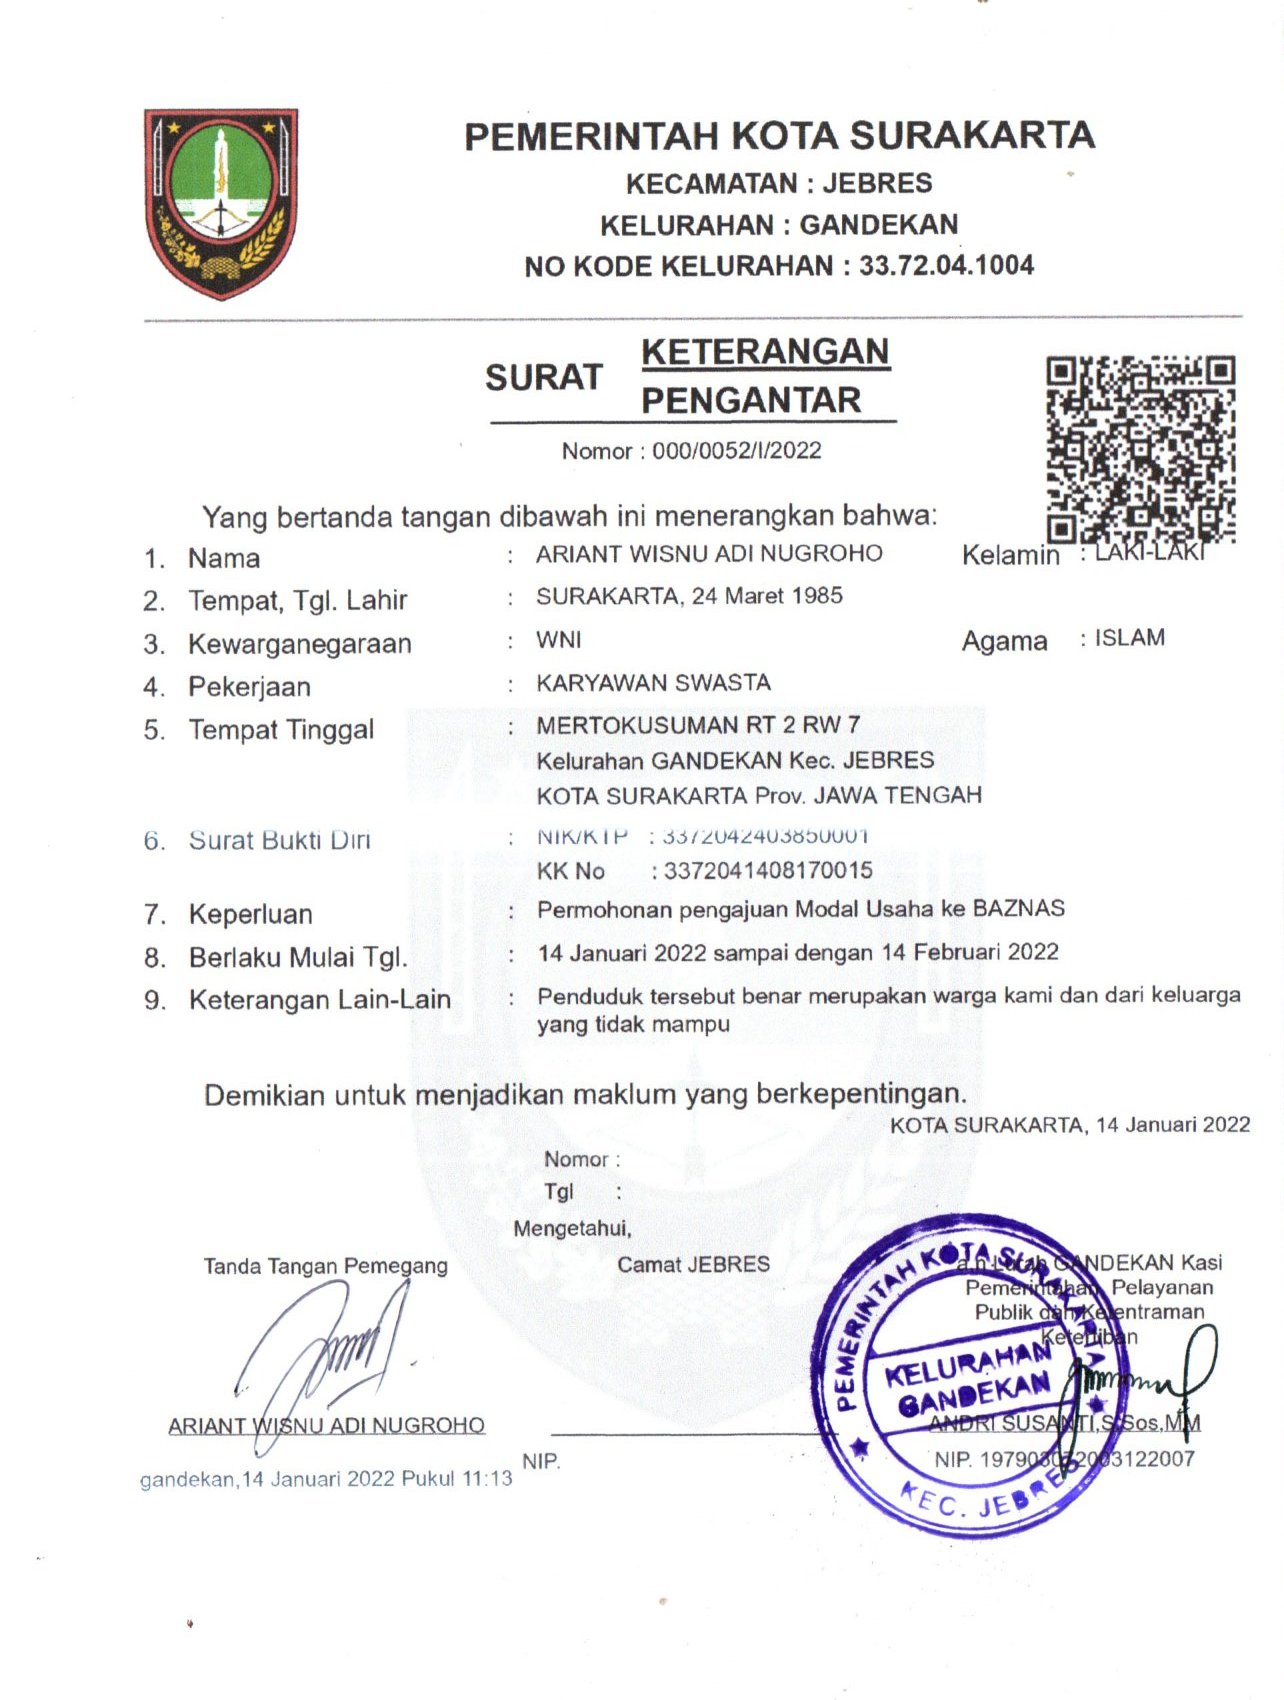 PEMERINTAH KOTA SURAKARTA
KECAMATAN : JEBRES
KELURAHAN : GANDEKAN
NO KODE KELURAHAN : 33.72.04.1004
SURAT KETERANGAN
PENGANTAR
Nomor : 000/0052/I/2022
Yang bertanda tangan dibawah ini menerangkan bahwa:
1. Nama : ARIANT WISNU ADI NUGROHO Kelamin : LAKI-LAKI
2. Tempat, Tgl. Lahir : SURAKARTA, 24 Maret 1985
3. Kewarganegaraan : WNI Agama : ISLAM
4. Pekerjaan : KARYAWAN SWASTA
5. Tempat Tinggal : MERTOKUSUMAN RT 2 RW 7
Kelurahan GANDEKAN Kec. JEBRES
KOTA SURAKARTA Prov. JAWA TENGAH
6. Surat Bukti Diri : NIK/KTP : 3372042403850001
KK No : 3372041408170015
7. Keperluan : Permohonan pengajuan Modal Usaha ke BAZNAS
8. Berlaku Mulai Tgl. : 14 Januari 2022 sampai dengan 14 Februari 2022
9. Keterangan Lain-Lain : Penduduk tersebut benar merupakan warga kami dan dari keluarga
yang tidak mampu
Demikian untuk menjadikan maklum yang berkepentingan.
KOTA SURAKARTA, 14 Januari 2022
Nomor :
Tgl :
Mengetahui,
Tanda Tangan Pemegang Camat JEBRES a.n Lurah GANDEKAN Kasi
Pemerintahan, Pelayanan
Publik dan Ketentraman
Ketertiban
PEMERINTAH KOTA SURAKARTA
KELURAHAN
GANDEKAN
KEC. JEBRES
ARIANT WISNU ADI NUGROHO ANDRI SUSANTI,S.Sos,MM
NIP. NIP.
gandekan,14 Januari 2022 Pukul 11:13